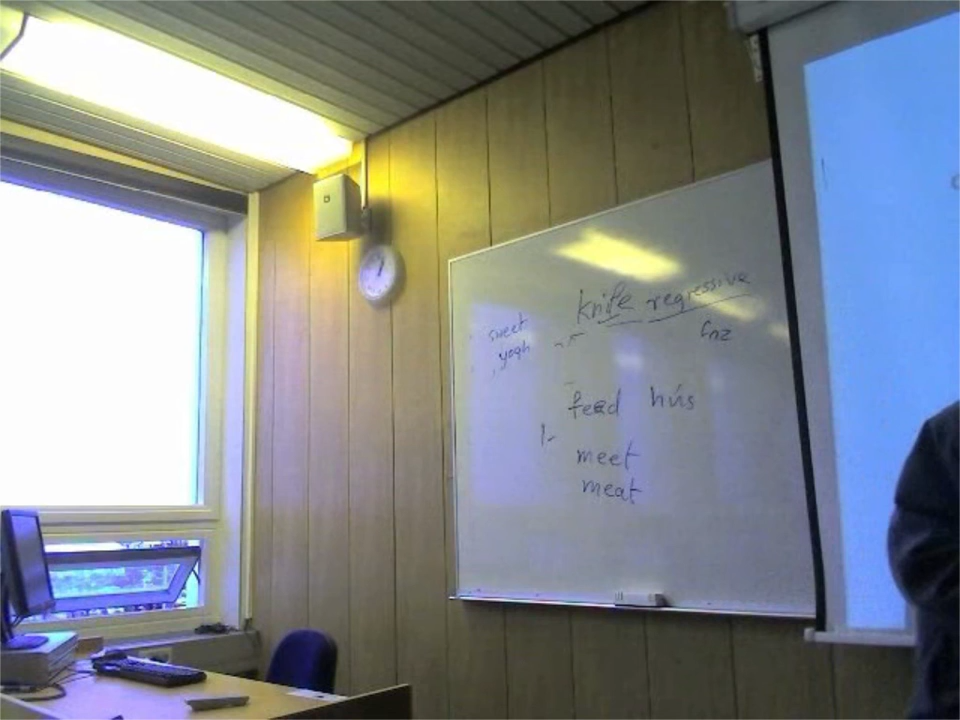 knife regressive
sweet
yogh
fnz
feed hús
meet
meat